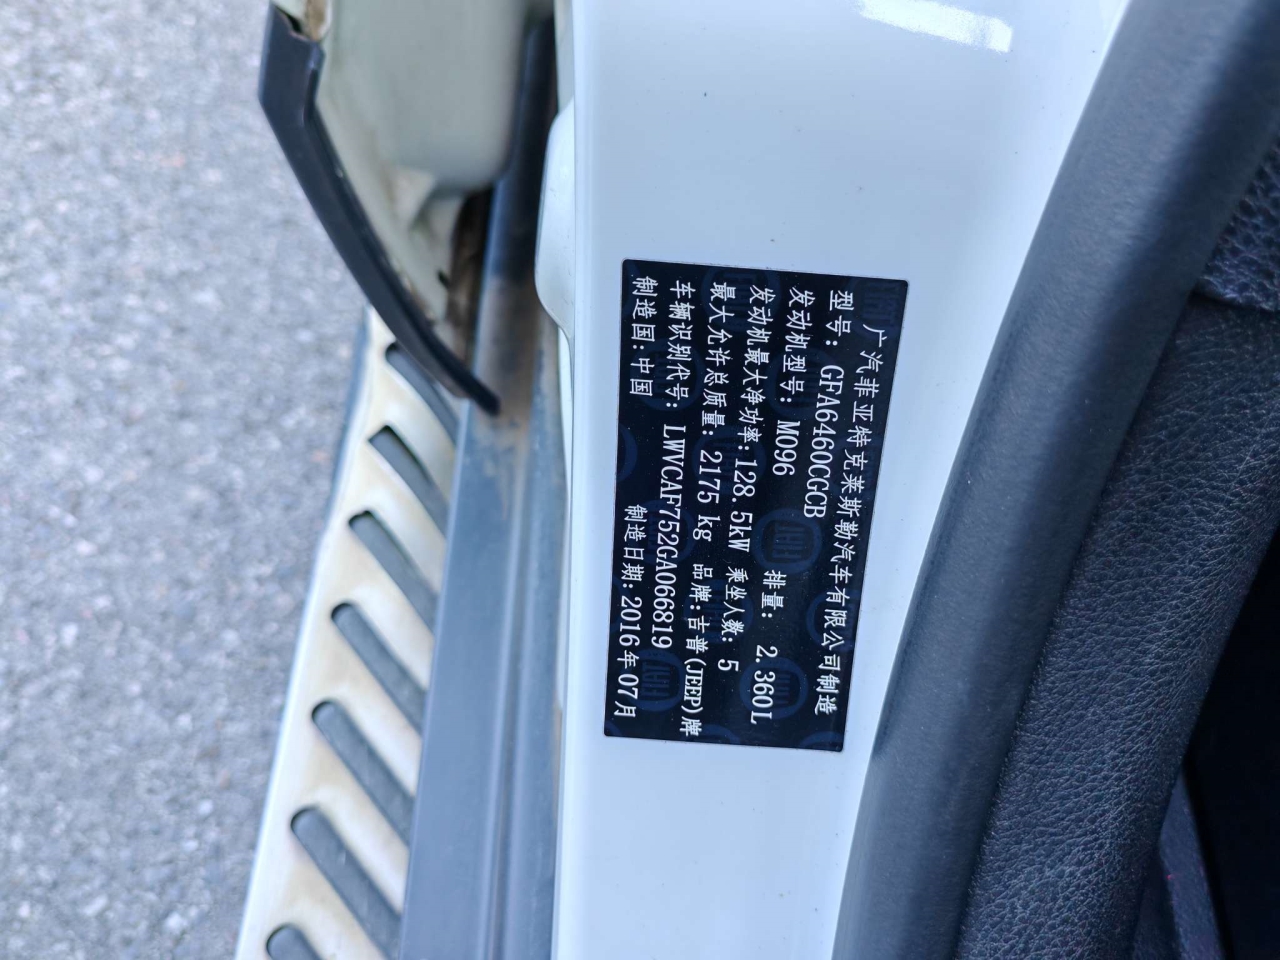 广汽菲亚特克莱斯勒汽车有限公司制造
型号: GFA6460CGCB
发动机型号: M096 排量: 2.360L
发动机最大净功率:128.5kW 乘坐人数: 5
最大允许总质量: 2175 kg 品牌:吉普(JEEP)牌
车辆识别代号: LWVCAF752GA066819
制造国:中国 制造日期: 2016年07月